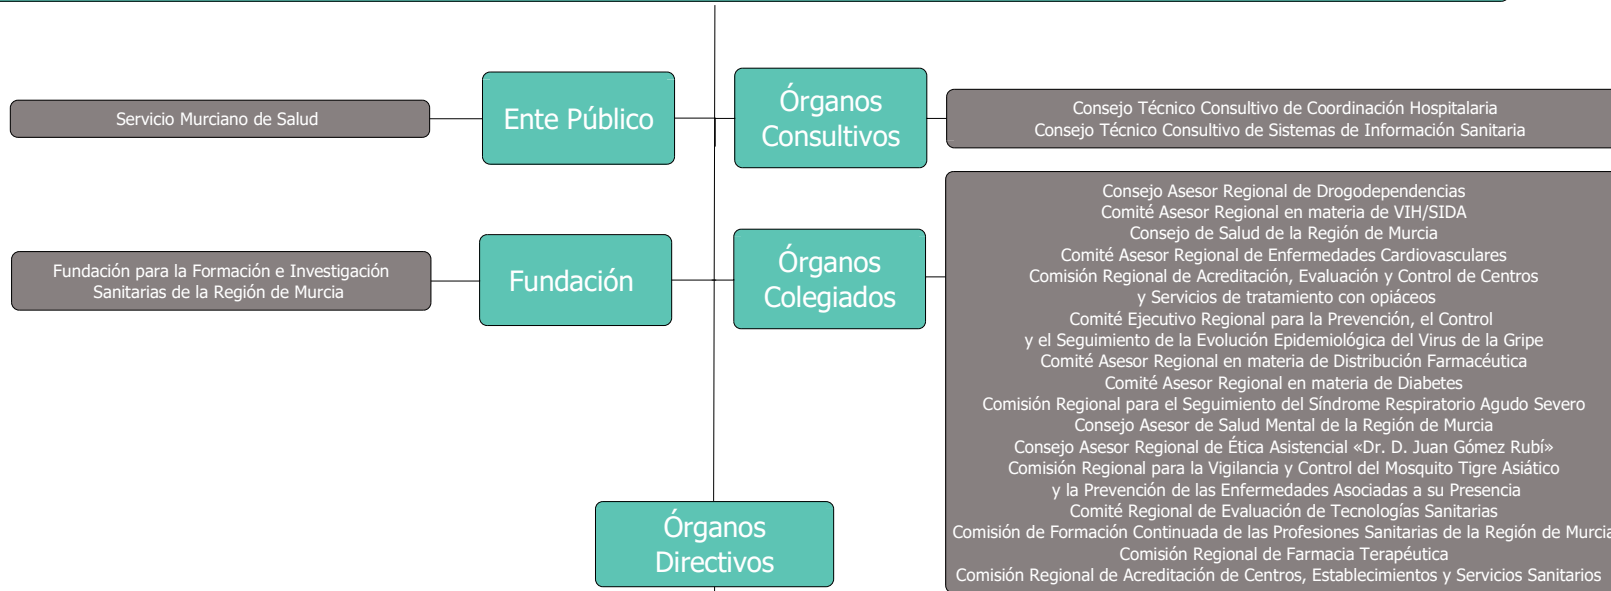 Servicio Murciano de Salud
Ente Público
Órganos
Consultivos
Consejo Técnico Consultivo de Coordinación Hospitalaria
Consejo Técnico Consultivo de Sistemas de Información Sanitaria
Fundación para la Formación e Investigación
Sanitarias de la Región de Murcia
Fundación
Órganos
Colegiados
Consejo Asesor Regional de Drogodependencias
Comité Asesor Regional en materia de VIH/SIDA
Consejo de Salud de la Región de Murcia
Comité Asesor Regional de Enfermedades Cardiovasculares
Comisión Regional de Acreditación, Evaluación y Control de Centros
y Servicios de tratamiento con opiáceos
Comité Ejecutivo Regional para la Prevención, el Control
y el Seguimiento de la Evolución Epidemiológica del Virus de la Gripe
Comité Asesor Regional en materia de Distribución Farmacéutica
Comité Asesor Regional en materia de Diabetes
Comisión Regional para el Seguimiento del Síndrome Respiratorio Agudo Severo
Consejo Asesor de Salud Mental de la Región de Murcia
Consejo Asesor Regional de Ética Asistencial «Dr. D. Juan Gómez Rubí»
Comisión Regional para la Vigilancia y Control del Mosquito Tigre Asiático
y la Prevención de las Enfermedades Asociadas a su Presencia
Comité Regional de Evaluación de Tecnologías Sanitarias
Comisión de Formación Continuada de las Profesiones Sanitarias de la Región de Murcia
Comisión Regional de Farmacia Terapéutica
Comisión Regional de Acreditación de Centros, Establecimientos y Servicios Sanitarios
Órganos
Directivos